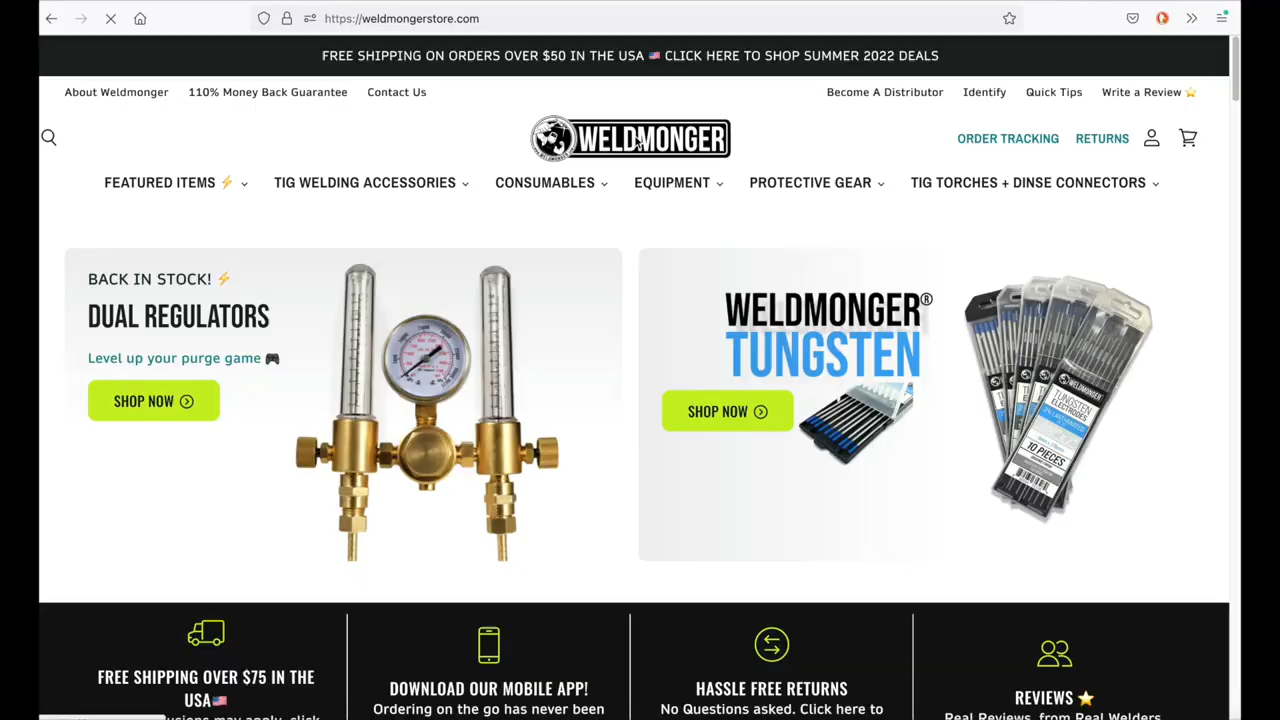 https://weldmongerstore.com
FREE SHIPPING ON ORDERS OVER $50 IN THE USA 🇺🇸 CLICK HERE TO SHOP SUMMER 2022 DEALS
About Weldmonger 110% Money Back Guarantee Contact Us
Become A Distributor Identify Quick Tips Write a Review ⭐
WELDMONGER
ORDER TRACKING RETURNS
FEATURED ITEMS ⚡ TIG WELDING ACCESSORIES CONSUMABLES EQUIPMENT PROTECTIVE GEAR TIG TORCHES + DINSE CONNECTORS
BACK IN STOCK! ⚡
DUAL REGULATORS
Level up your purge game 🎮
SHOP NOW
WELDMONGER®
TUNGSTEN
SHOP NOW
WELDMONGER
TUNGSTEN
ELECTRODES
2% LANTHANATED
10 PIECES
FREE SHIPPING OVER $75 IN THE
USA🇺🇸
DOWNLOAD OUR MOBILE APP!
Ordering on the go has never been
HASSLE FREE RETURNS
No Questions asked. Click here to
REVIEWS ⭐
Real Reviews, from Real Welders